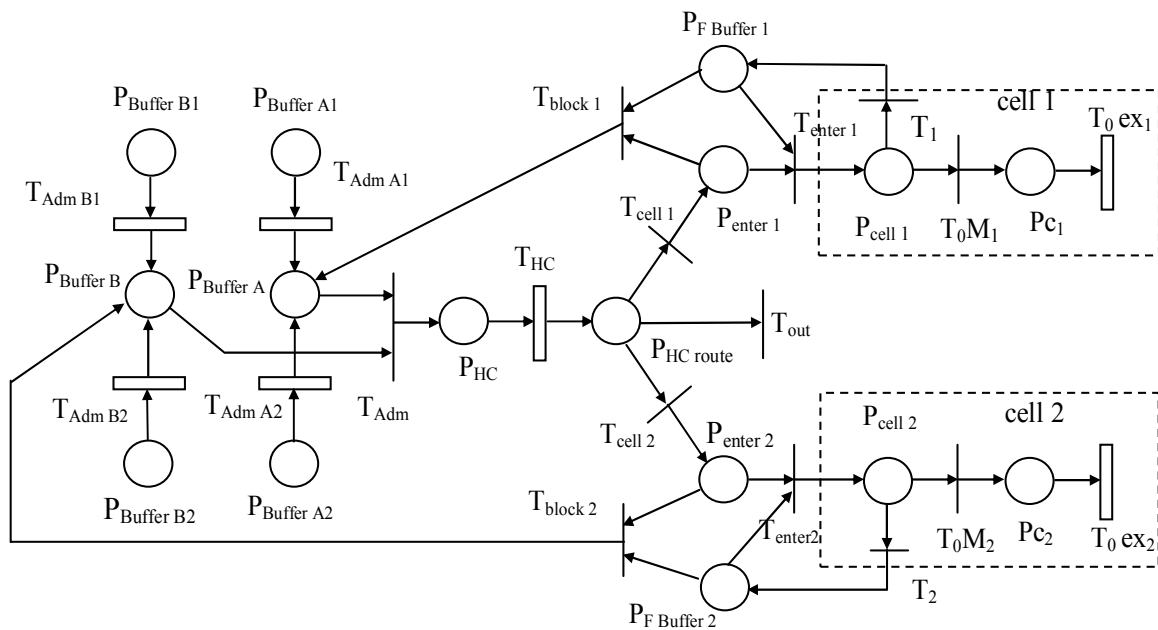 P_F Buffer 1
P_Buffer B1
P_Buffer A1
T_block 1
cell 1
T_0 ex_1
T_enter 1
T_1
T_Adm B1
T_Adm A1
T_cell 1
P_enter 1
P_cell 1
T_0M_1
Pc_1
P_Buffer B
P_Buffer A
T_HC
T_out
P_HC
P_HC route
T_Adm B2
T_Adm A2
T_Adm
T_cell 2
P_enter 2
P_cell 2
cell 2
P_Buffer B2
P_Buffer A2
T_block 2
T_enter2
T_0M_2
Pc_2
T_0 ex_2
T_2
P_F Buffer 2